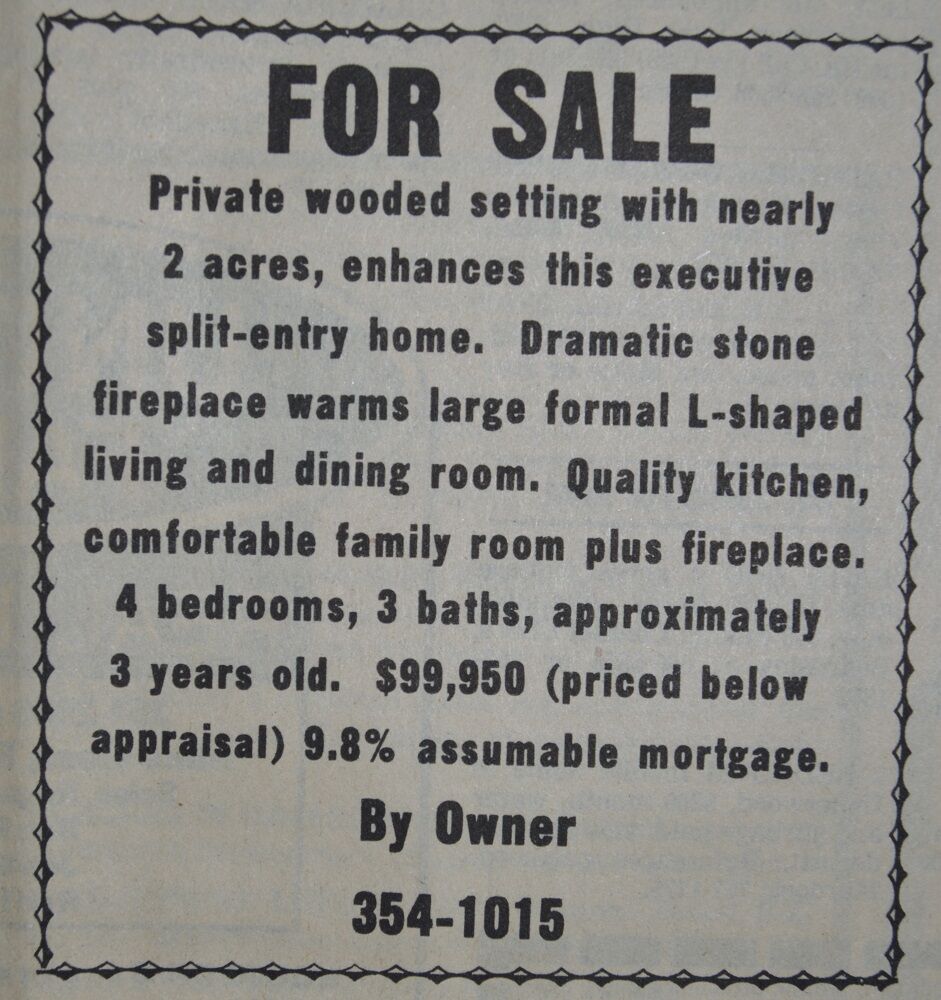 FOR SALE
Private wooded setting with nearly
2 acres, enhances this executive
split-entry home. Dramatic stone
fireplace warms large formal L-shaped
living and dining room. Quality kitchen,
comfortable family room plus fireplace.
4 bedrooms, 3 baths, approximately
3 years old. $99,950 (priced below
appraisal) 9.8% assumable mortgage.
By Owner
354-1015